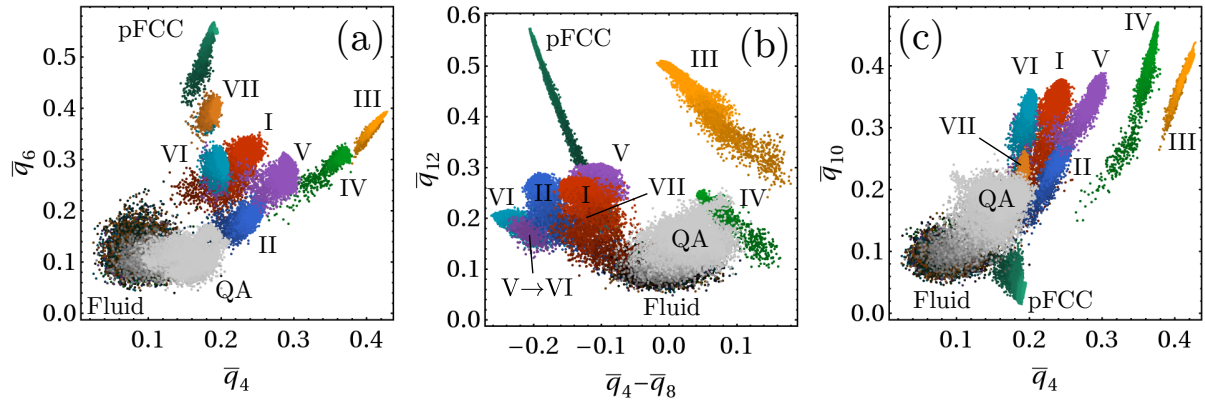 (a)
pFCC
VII
I
III
VI
V
IV
II
QA
Fluid
0.0
0.1
0.2
0.3
0.4
0.5
0.6
0.1
0.2
0.3
0.4
q̅₆
q̅₄
(b)
pFCC
III
V
VI
II
I
VII
IV
QA
V→VI
Fluid
0.0
0.1
0.2
0.3
0.4
0.5
0.6
−0.2
−0.1
0.0
0.1
q̅₁₂
q̅₄−q̅₈
(c)
IV
I
V
VI
III
VII
II
QA
Fluid
pFCC
0.0
0.1
0.2
0.3
0.4
0.1
0.2
0.3
0.4
q̅₁₀
q̅₄